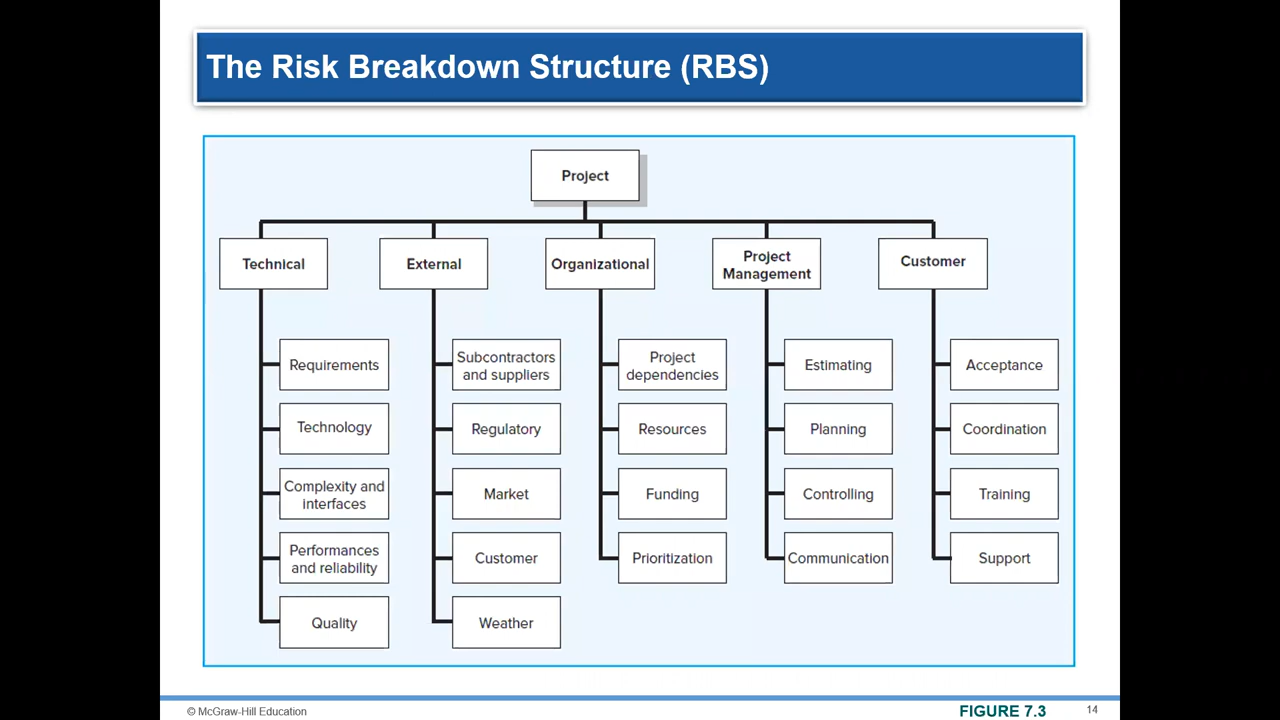 The Risk Breakdown Structure (RBS)
Project
Technical
External
Organizational
Project
Management
Customer
Requirements
Technology
Complexity and
interfaces
Performances
and reliability
Quality
Subcontractors
and suppliers
Regulatory
Market
Customer
Weather
Project
dependencies
Resources
Funding
Prioritization
Estimating
Planning
Controlling
Communication
Acceptance
Coordination
Training
Support
© McGraw-Hill Education
FIGURE 7.3
14